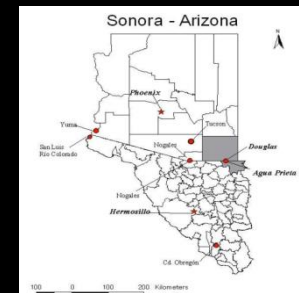 Sonora - Arizona
N
Phoenix
Yuma
Tucson
San Luis
Rio Colorado
Nogales
Douglas
Agua Prieta
Nogales
Hermosillo
Cd. Obregón
100 0 100 200 Kilometers